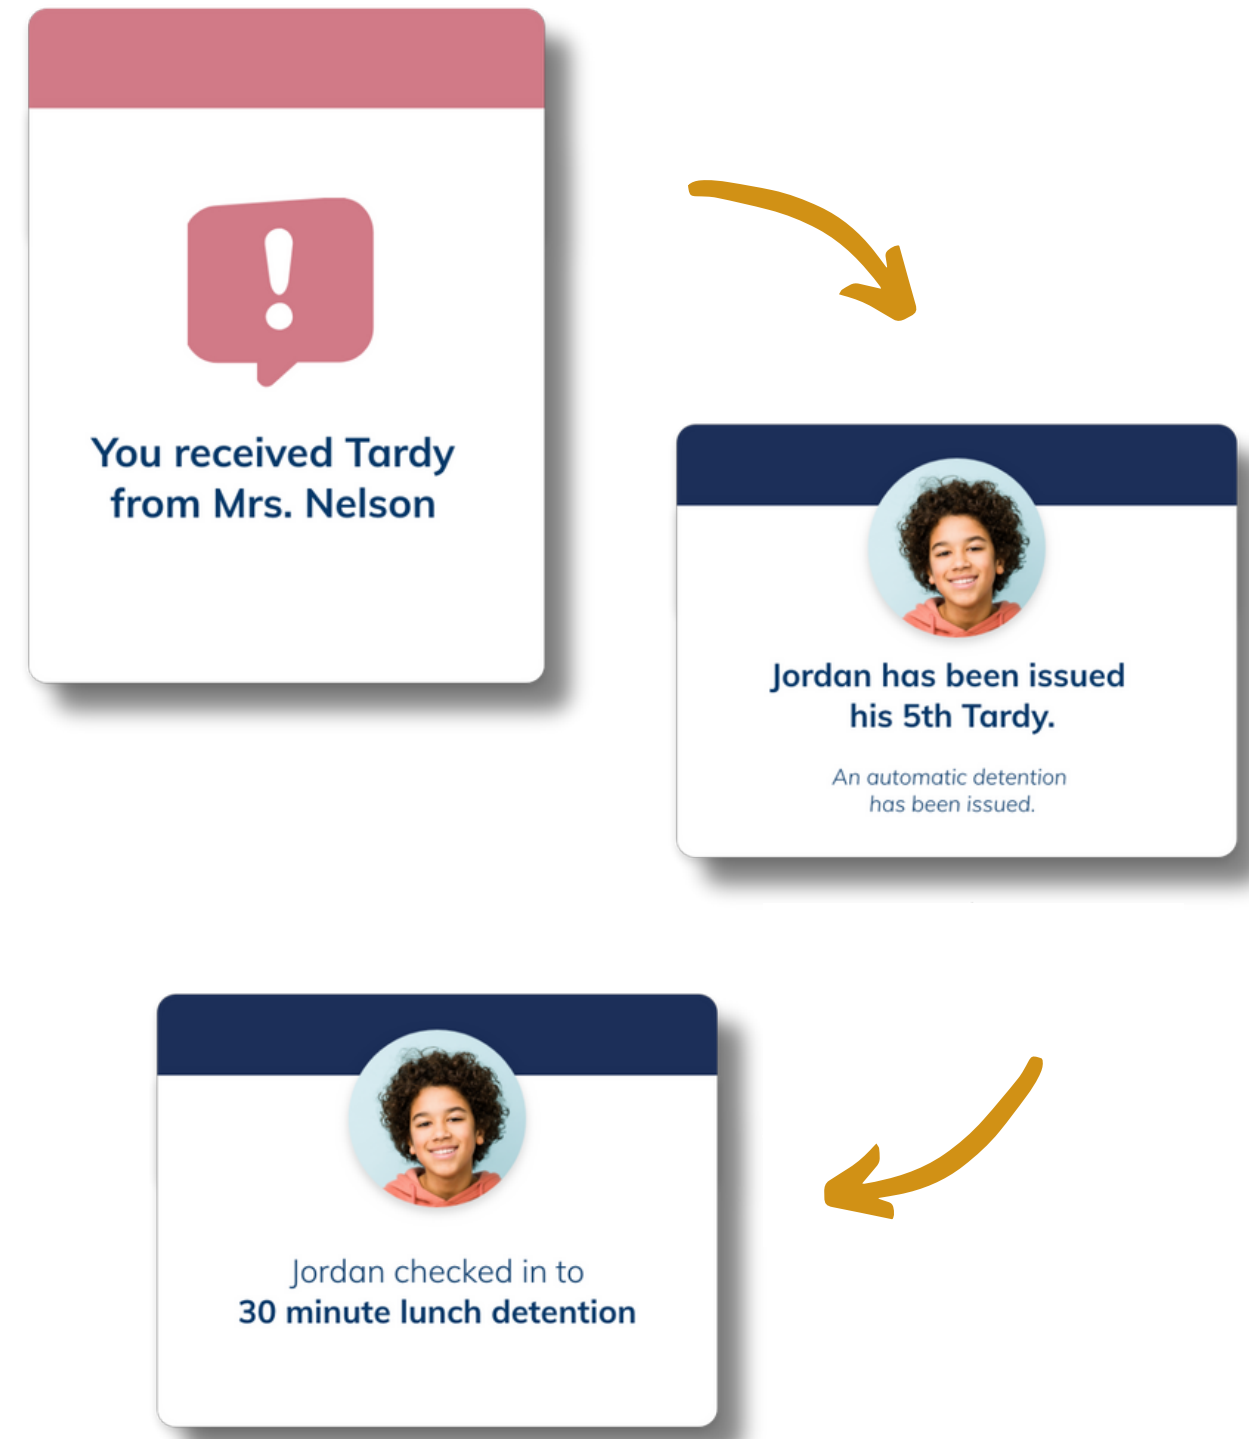 You received Tardy
from Mrs. Nelson
Jordan has been issued
his 5th Tardy.
An automatic detention
has been issued.
Jordan checked in to
30 minute lunch detention